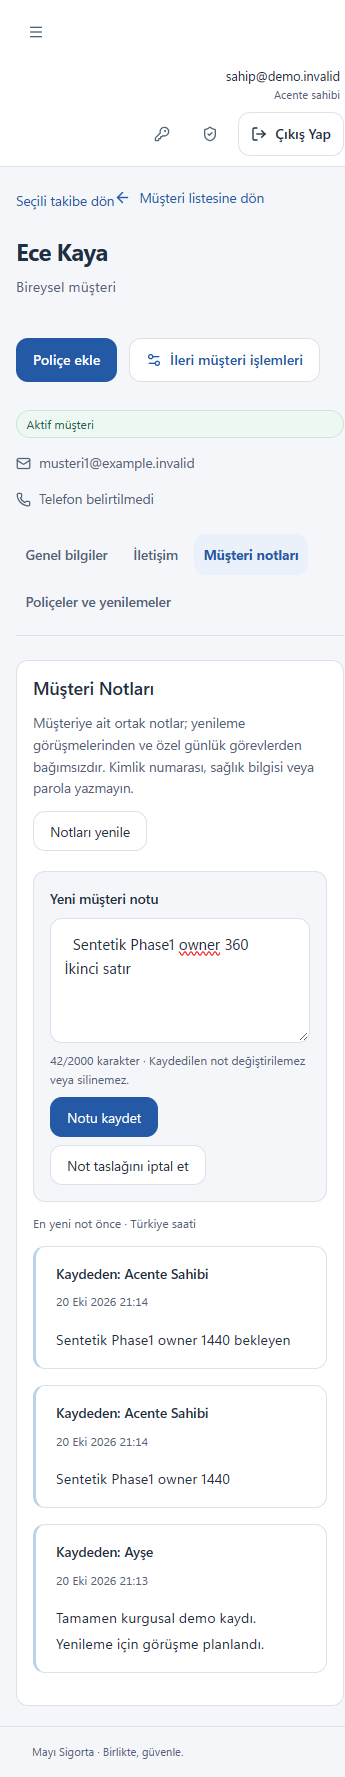 sahip@demo.invalid
Acente sahibi
Çıkış Yap
Seçili takibe dön
Müşteri listesine dön
Ece Kaya
Bireysel müşteri
Poliçe ekle
İleri müşteri işlemleri
Aktif müşteri
musteri1@example.invalid
Telefon belirtilmedi
Genel bilgiler
İletişim
Müşteri notları
Poliçeler ve yenilemeler
Müşteri Notları
Müşteriye ait ortak notlar; yenileme
görüşmelerinden ve özel günlük görevlerden
bağımsızdır. Kimlik numarası, sağlık bilgisi veya
parola yazmayın.
Notları yenile
Yeni müşteri notu
Sentetik Phase1 owner 360
İkinci satır
42/2000 karakter · Kaydedilen not değiştirilemez
veya silinemez.
Notu kaydet
Not taslağını iptal et
En yeni not önce · Türkiye saati
Kaydeden: Acente Sahibi
20 Eki 2026 21:14
Sentetik Phase1 owner 1440 bekleyen
Kaydeden: Acente Sahibi
20 Eki 2026 21:14
Sentetik Phase1 owner 1440
Kaydeden: Ayşe
20 Eki 2026 21:13
Tamamen kurgusal demo kaydı.
Yenileme için görüşme planlandı.
Mayı Sigorta · Birlikte, güvenle.